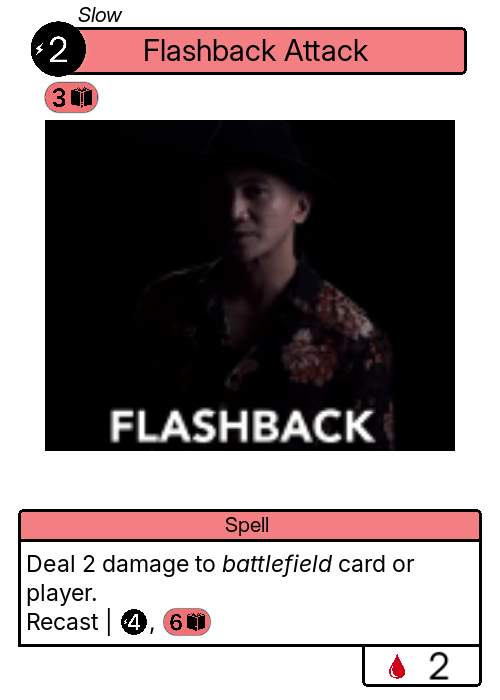 Slow
2 Flashback Attack
3
FLASHBACK
Spell
Deal 2 damage to battlefield card or
player.
Recast | 4, 6
2